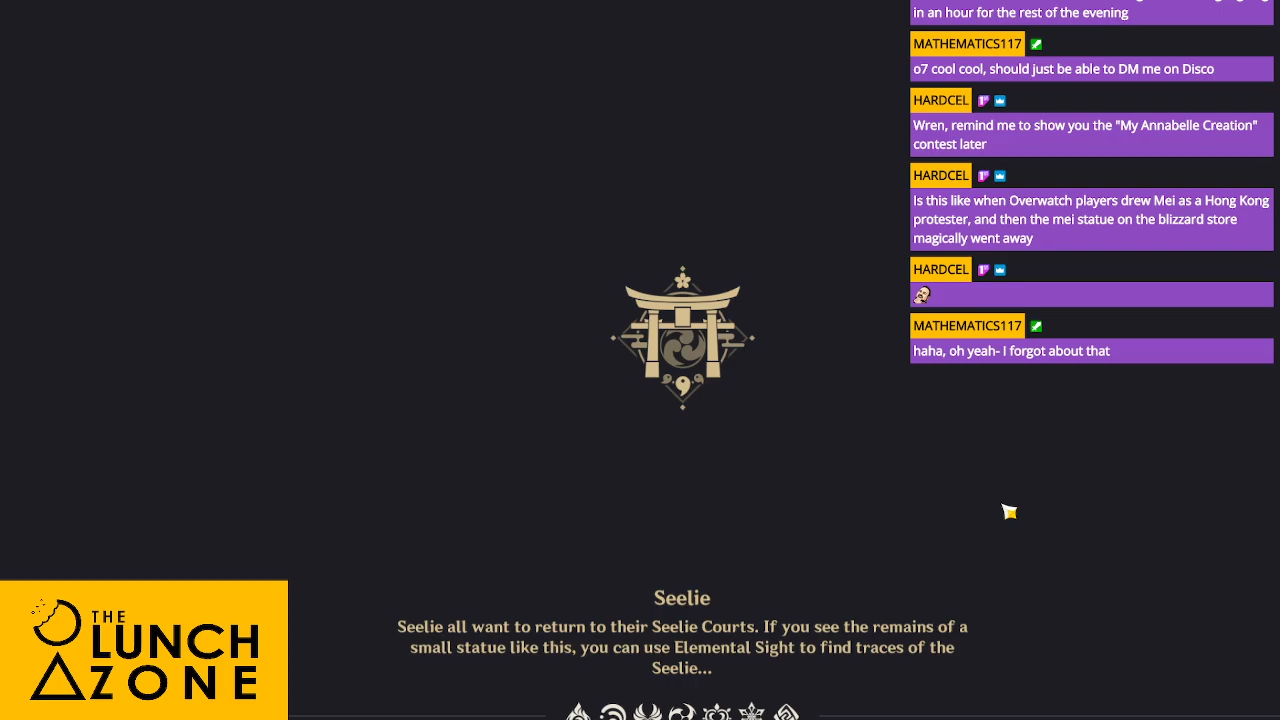 in an hour for the rest of the evening
MATHEMATICS117
o7 cool cool, should just be able to DM me on Disco
HARDCEL
Wren, remind me to show you the "My Annabelle Creation"
contest later
HARDCEL
Is this like when Overwatch players drew Mei as a Hong Kong
protester, and then the mei statue on the blizzard store
magically went away
HARDCEL
MATHEMATICS117
haha, oh yeah- I forgot about that
Seelie
Seelie all want to return to their Seelie Courts. If you see the remains of a
small statue like this, you can use Elemental Sight to find traces of the
Seelie...
THE
LUNCH
ZONE